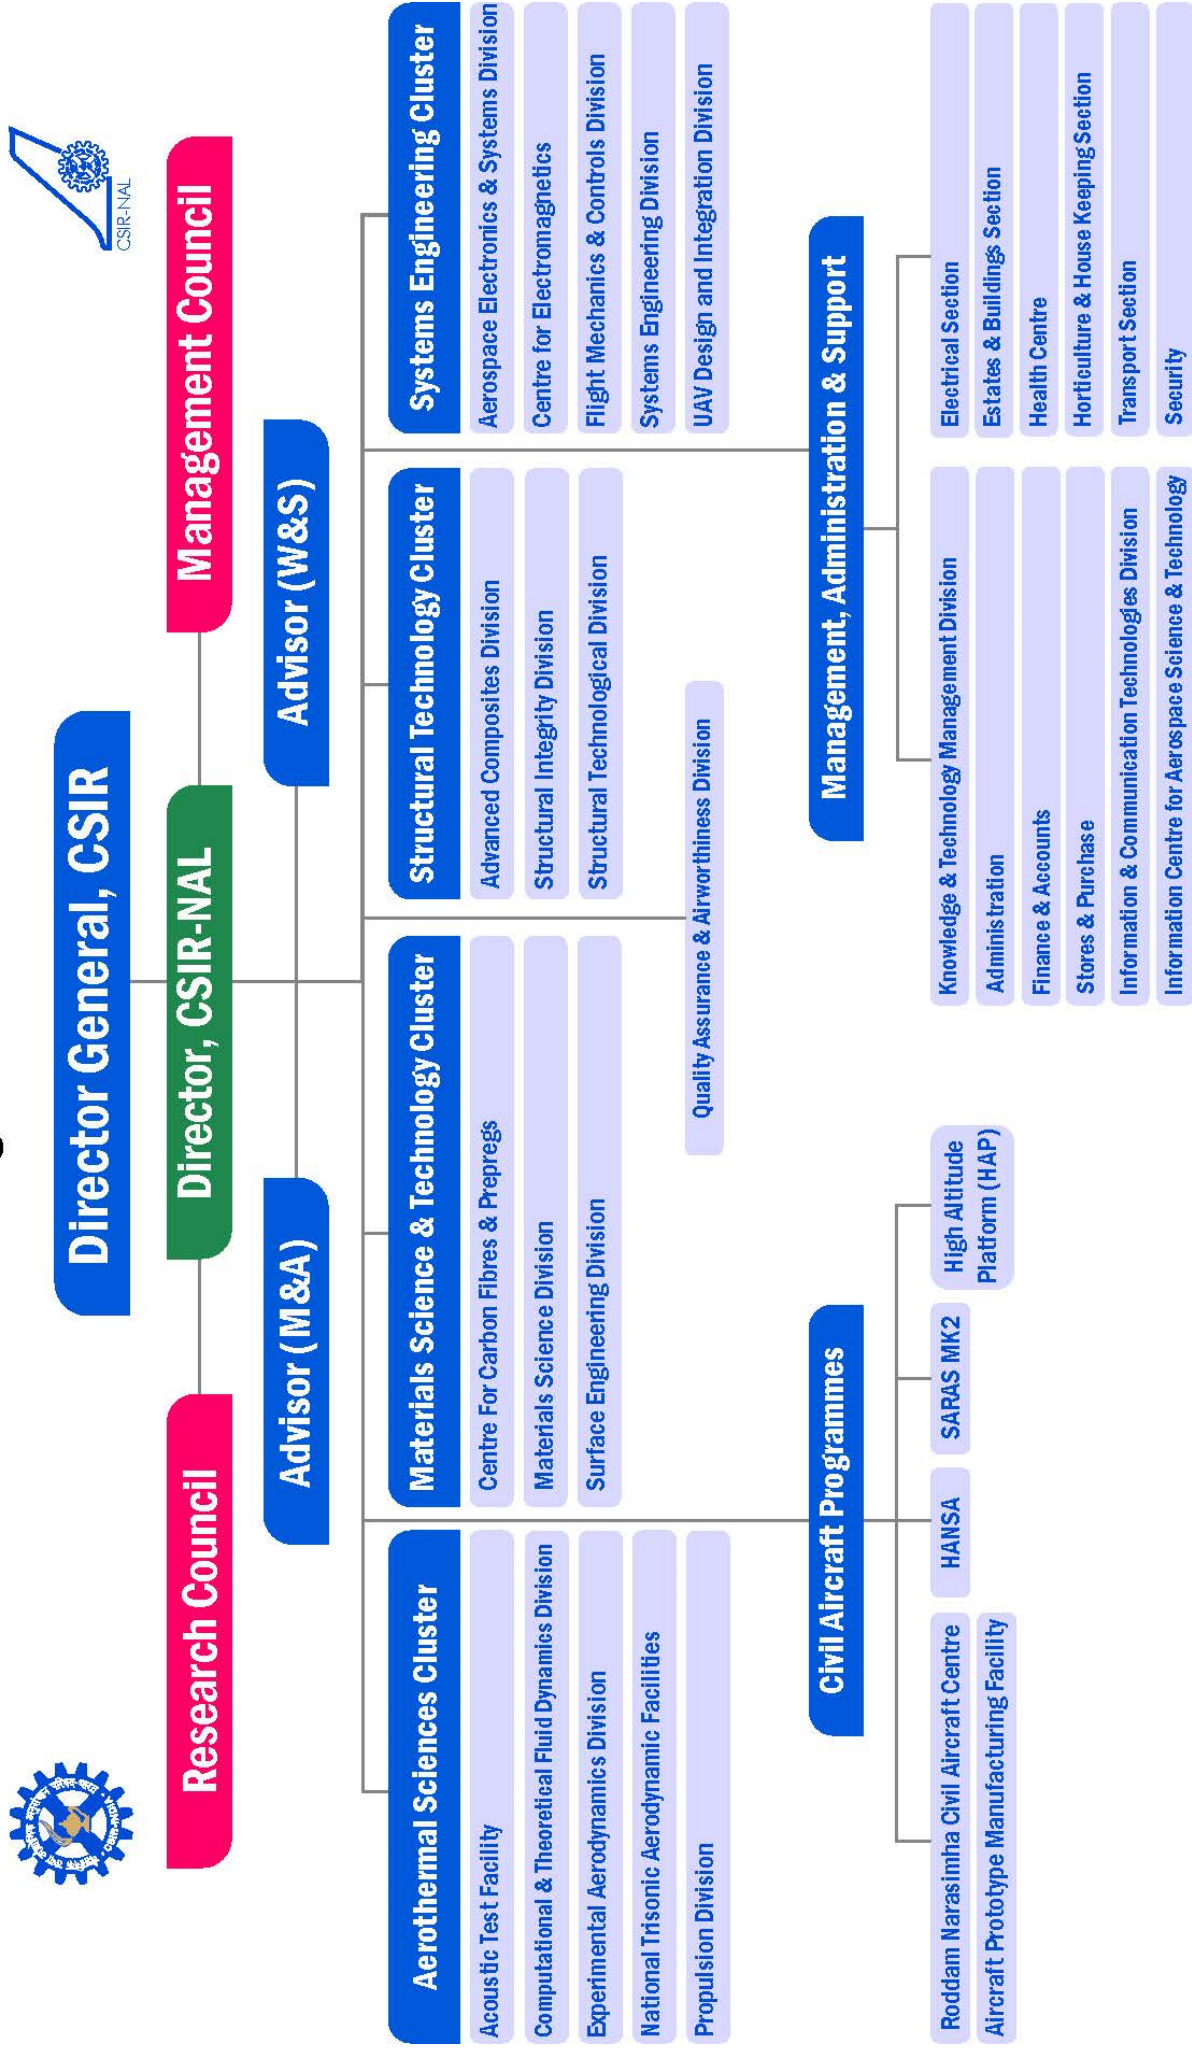 CSIR-NAL
Director General, CSIR
Research Council
Director, CSIR-NAL
Management Council
Advisor (M&A)
Advisor (W&S)
Aerothermal Sciences Cluster
Acoustic Test Facility
Computational & Theoretical Fluid Dynamics Division
Experimental Aerodynamics Division
National Trisonic Aerodynamic Facilities
Propulsion Division
Materials Science & Technology Cluster
Centre For Carbon Fibres & Prepregs
Materials Science Division
Surface Engineering Division
Structural Technology Cluster
Advanced Composites Division
Structural Integrity Division
Structural Technological Division
Systems Engineering Cluster
Aerospace Electronics & Systems Division
Centre for Electromagnetics
Flight Mechanics & Controls Division
Systems Engineering Division
UAV Design and Integration Division
Quality Assurance & Airworthiness Division
Civil Aircraft Programmes
Roddam Narasimha Civil Aircraft Centre
Aircraft Prototype Manufacturing Facility
HANSA
SARAS MK2
High Altitude
Platform (HAP)
Management, Administration & Support
Knowledge & Technology Management Division
Administration
Finance & Accounts
Stores & Purchase
Information & Communication Technologies Division
Information Centre for Aerospace Science & Technology
Electrical Section
Estates & Buildings Section
Health Centre
Horticulture & House Keeping Section
Transport Section
Security